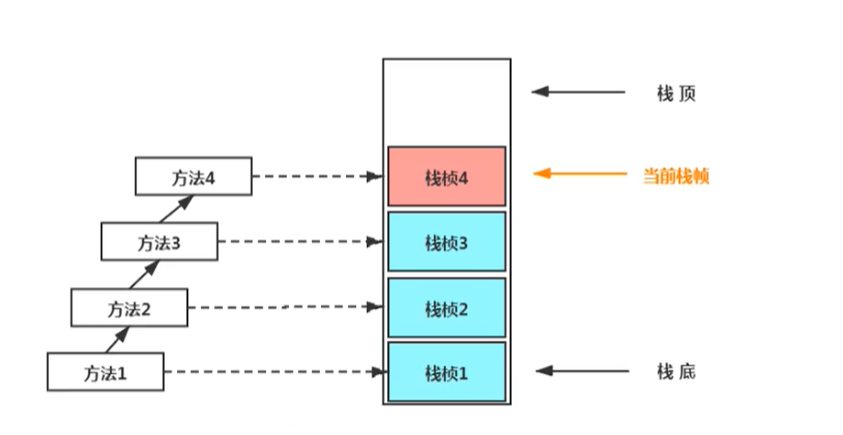 栈 顶
方法4
栈桢4
当前栈帧
方法3
栈桢3
方法2
栈桢2
方法1
栈桢1
栈 底